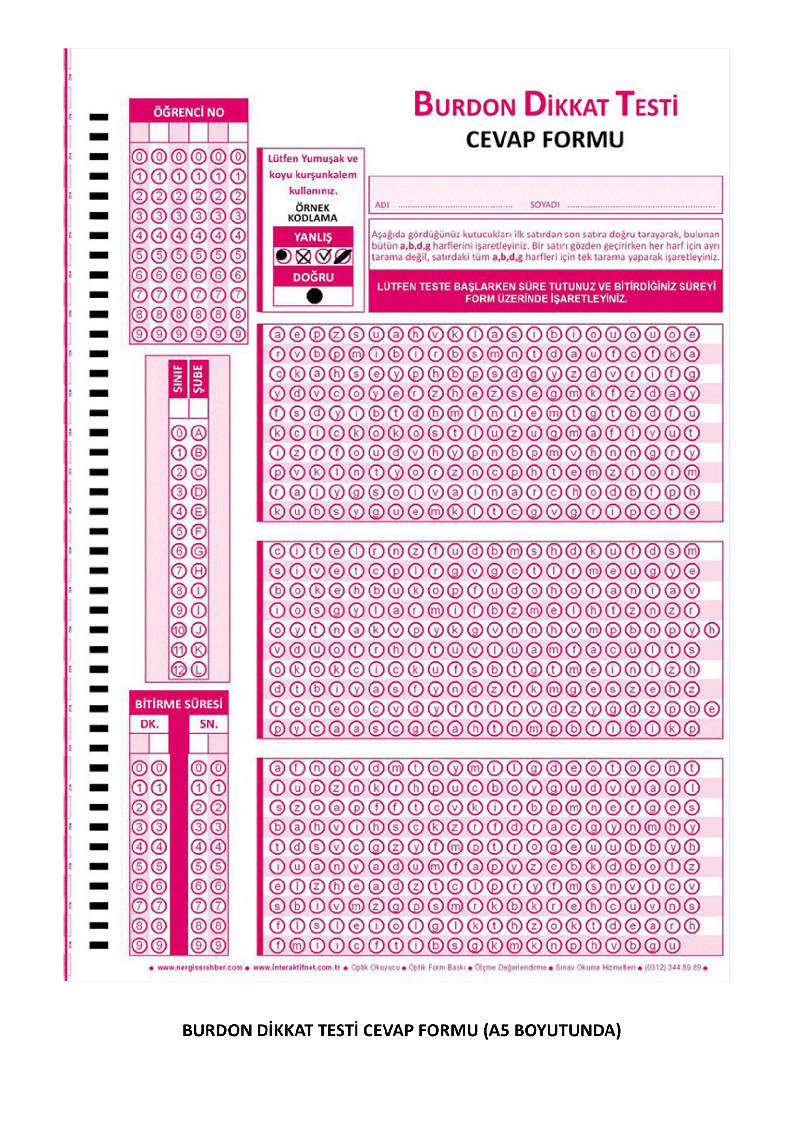 BURDON DİKKAT TESTİ
CEVAP FORMU
ÖĞRENCİ NO
0 0 0 0 0 0
1 1 1 1 1 1
2 2 2 2 2 2
3 3 3 3 3 3
4 4 4 4 4 4
5 5 5 5 5 5
6 6 6 6 6 6
7 7 7 7 7 7
8 8 8 8 8 8
9 9 9 9 9 9
Lütfen Yumuşak ve
koyu kurşunkalem
kullanınız.
ÖRNEK
KODLAMA
YANLIŞ
DOĞRU
ADI SOYADI
Aşağıda gördüğünüz kutucukları ilk satırdan son satıra doğru tarayarak, bulunan
bütün a,b,d,g harflerini işaretleyiniz. Bir satırı gözden geçirirken her harf için ayrı
tarama değil, satırdaki tüm a,b,d,g harfleri için tek tarama yaparak işaretleyiniz.
LÜTFEN TESTE BAŞLARKEN SÜRE TUTUNUZ VE BİTİRDİĞİNİZ SÜREYİ
FORM ÜZERİNDE İŞARETLEYİNİZ.
SINIF ŞUBE
0 A
1 B
2 C
3 D
4 E
5 F
6 G
7 H
8 I
9 İ
10 J
11 K
12 L
BİTİRME SÜRESİ
DK. SN.
0 0 0 0
1 1 1 1
2 2 2 2
3 3 3 3
4 4 4 4
5 5 5 5
6 6 6 6
7 7 7 7
8 8 8 8
9 9 9 9
a e p z s u a h v k l a s i b i o u o u o e
r v b p m i b i r b s m n t d a u f c f k a
c k a h s e y p h b p s d g y z d v r i f g
y d v c o y e r z h e z s e g m k f z d a y
f s d y i b t d h m l n i e m t g t b d f u
k c i c k o k o s t l u z u g m a f l v u t
i z r f o u d v h y p n b p m v h n n g r y
p v k l n t y o r z n c p h t e m z i o i m
r a l y g s o i v a i n a r c h o d b f p h
k u b s y g u e m k l t c g v g r i p c t e
c i t e l r n z f u d b m s h d k u f d s m
s i v e t c p l r g v g c t l r m e u g y e
b o k e h b u k o p f u d o h o r a n l a v
i o s g y l a r m i f b z m e l h t z n z r
o y t n a k v p y k g v n n h v m p b n p y h
v d u o f r h i t u v l u a m f a c u l t s
o k o k c i c k u f s b t g t m e i n i z h
d t b i y a s f y n d z f k m g e s z e h z
r e n e o c v d y f f l r v d z y g d z p b e
p y c a a s c g c a h t n m p b r i b i k p
a f n p v d m t o y m i l g d e o t o c n t
l u p z n k r h p u c b o y g u d v y a o l
s z o a p f f t c v k i r b p m n e r g e s
b a h v i h s c k z r f d r a c g y n m h y
t d s v c g z y f m p t r o g e u u b b y h
i u a n y a d u m f a p y z e b k d b o l z
e l z h e a d z t c l p r y f m s n v i c v
s b i v m z g p s m r k b k r e h c u v n s
f l s l e i o l g l k t h z o k t d e a r h
f m i i c f t i b s g k m k n p h v b g u
● www.nergissrehber.com ● www.interaktifnet.com.tr ● Optik Okuyucu ● Optik Form Baskı ● Ölçme Değerlendirme ● Sınav Okuma Hizmetleri ● (0312) 344 89 89 ●
BURDON DİKKAT TESTİ CEVAP FORMU (A5 BOYUTUNDA)